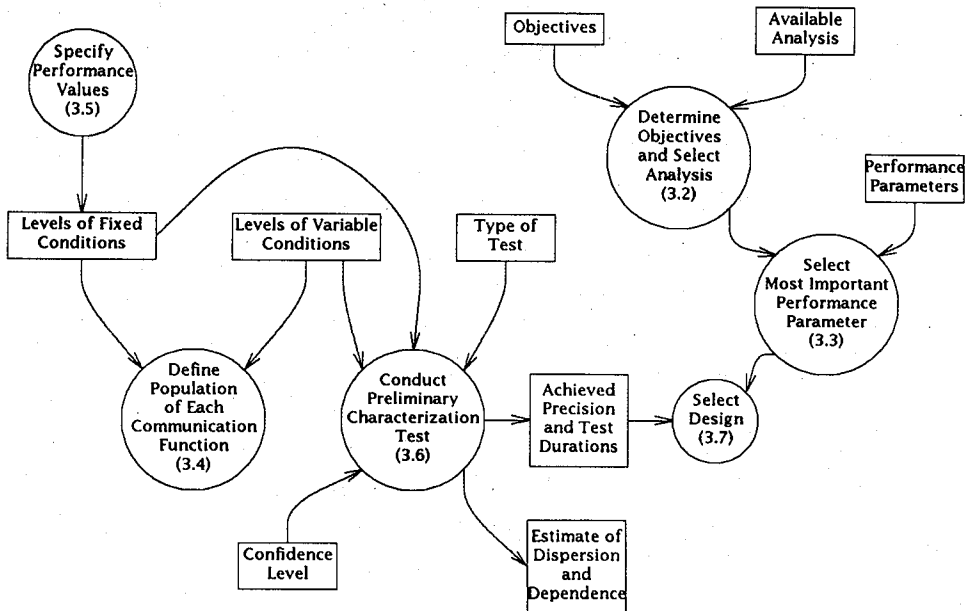 Specify
Performance
Values
(3.5)
Objectives
Available
Analysis
Determine
Objectives
and Select
Analysis
(3.2)
Performance
Parameters
Levels of Fixed
Conditions
Levels of Variable
Conditions
Type of
Test
Select
Most Important
Performance
Parameter
(3.3)
Define
Population
of Each
Communication
Function
(3.4)
Conduct
Preliminary
Characterization
Test
(3.6)
Achieved
Precision
and Test
Durations
Select
Design
(3.7)
Confidence
Level
Estimate of
Dispersion
and
Dependence